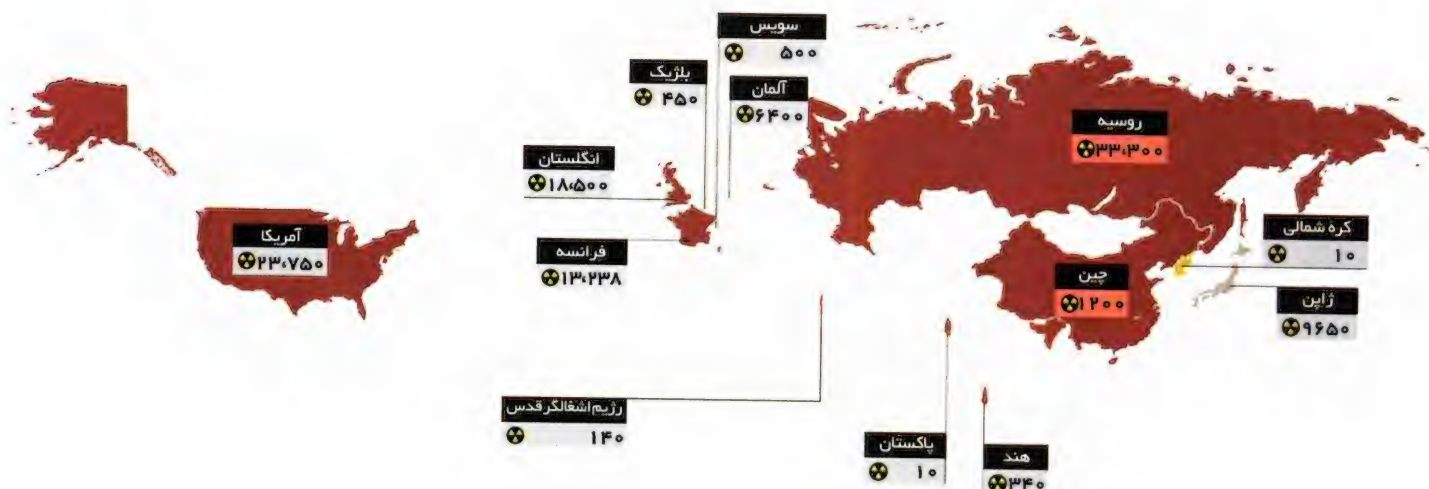 سویس
۵۰۰
بلژیک
۴۵۰
آلمان
۶۴۰۰
روسیه
۳۳،۳۰۰
انگلستان
۱۸،۵۰۰
آمریکا
۲۳،۷۵۰
فرانسه
۱۳،۲۳۸
کره شمالی
۱۰
چین
۱۲۰۰
ژاپن
۹۶۵۰
رژیم اشغالگر قدس
۱۴۰
پاکستان
۱۰
هند
۳۴۰